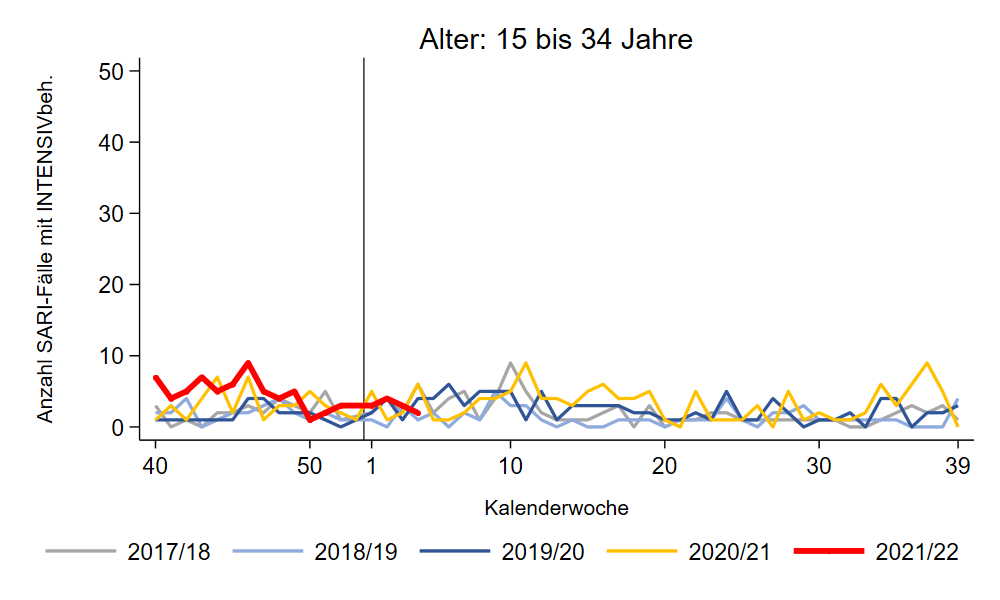 Alter: 15 bis 34 Jahre
Anzahl SARI-Fälle mit INTENSIVbeh.
50
40
30
20
10
0
40 50 1 10 20 30 39
Kalenderwoche
2017/18 2018/19 2019/20 2020/21 2021/22